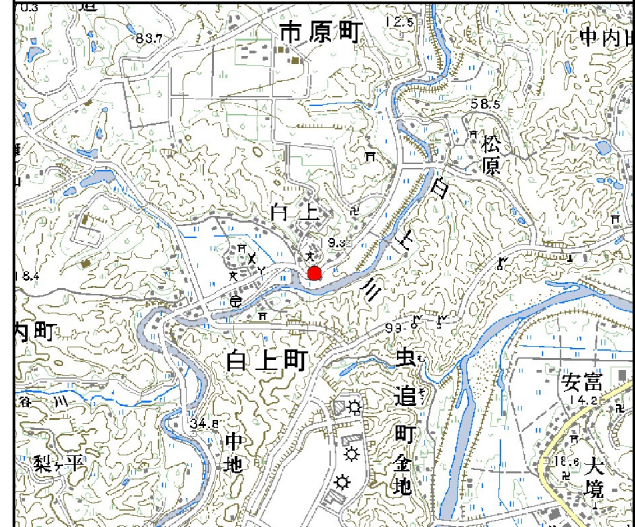 市原町
12.5
中内田
83.7
58.5
松原
白上
9.3
白上川
18.4
内町
99
白上町
虫追町
金地
安富
14.2
谷川
34.8
中地
梨ヶ平
18.6
大境